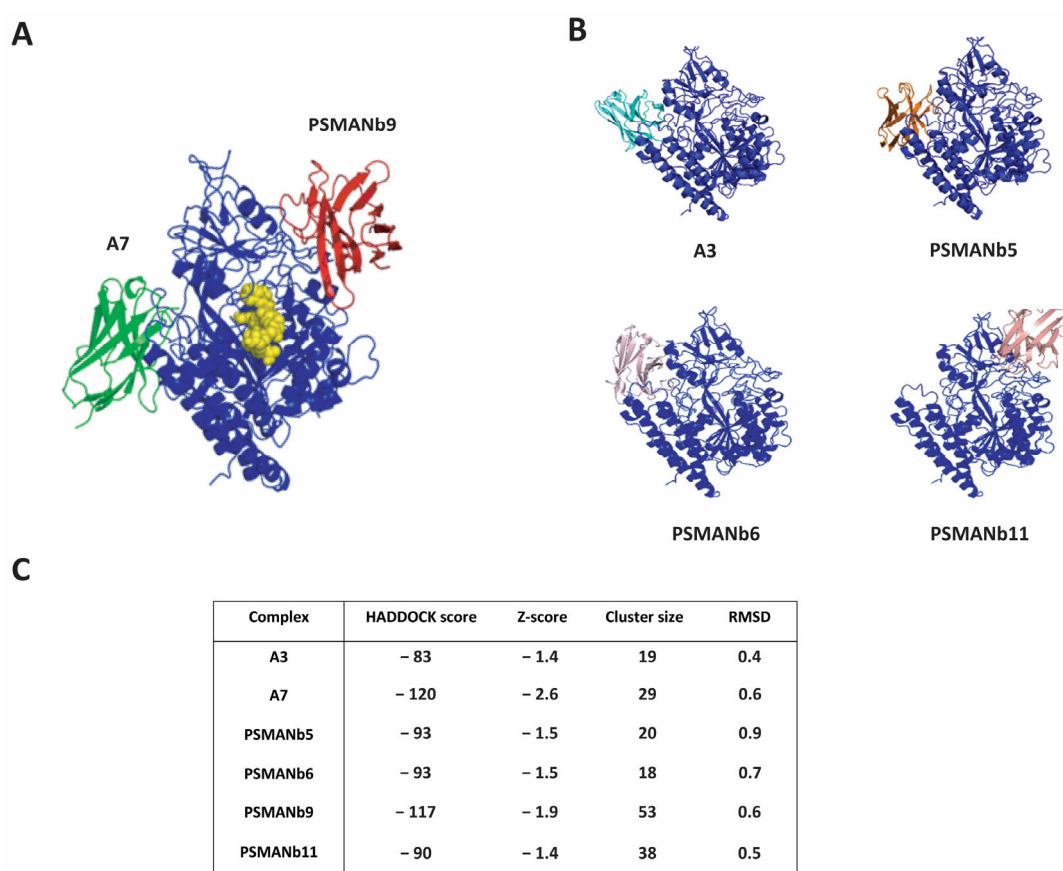 A
B
PSMANb9
A7
A3
PSMANb5
PSMANb6
PSMANb11
C
Complex HADDOCK score Z-score Cluster size RMSD
A3 − 83 − 1.4 19 0.4
A7 − 120 − 2.6 29 0.6
PSMANb5 − 93 − 1.5 20 0.9
PSMANb6 − 93 − 1.5 18 0.7
PSMANb9 − 117 − 1.9 53 0.6
PSMANb11 − 90 − 1.4 38 0.5